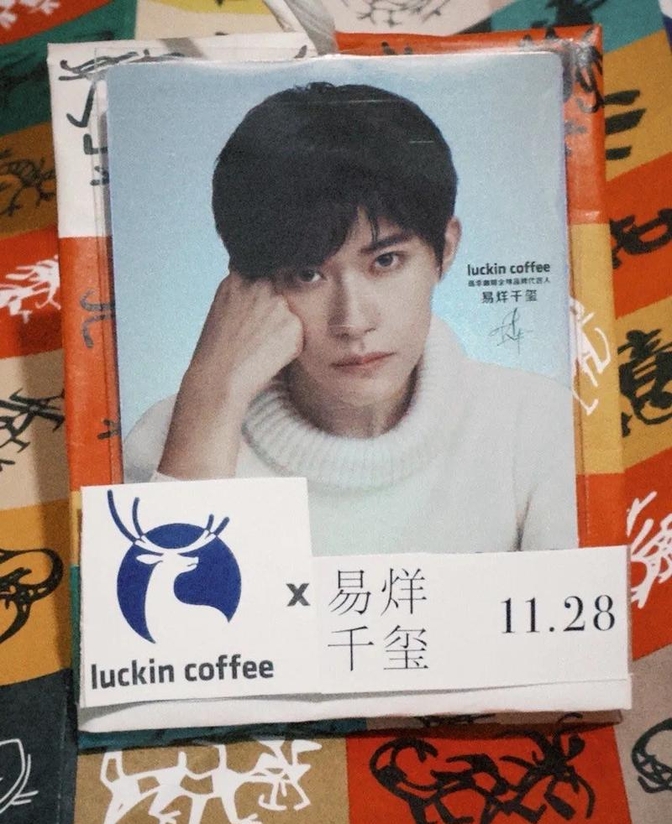 luckin coffee
瑞幸咖啡全球品牌代言人
易烊千玺
luckin coffee
x
易烊
千玺
11.28